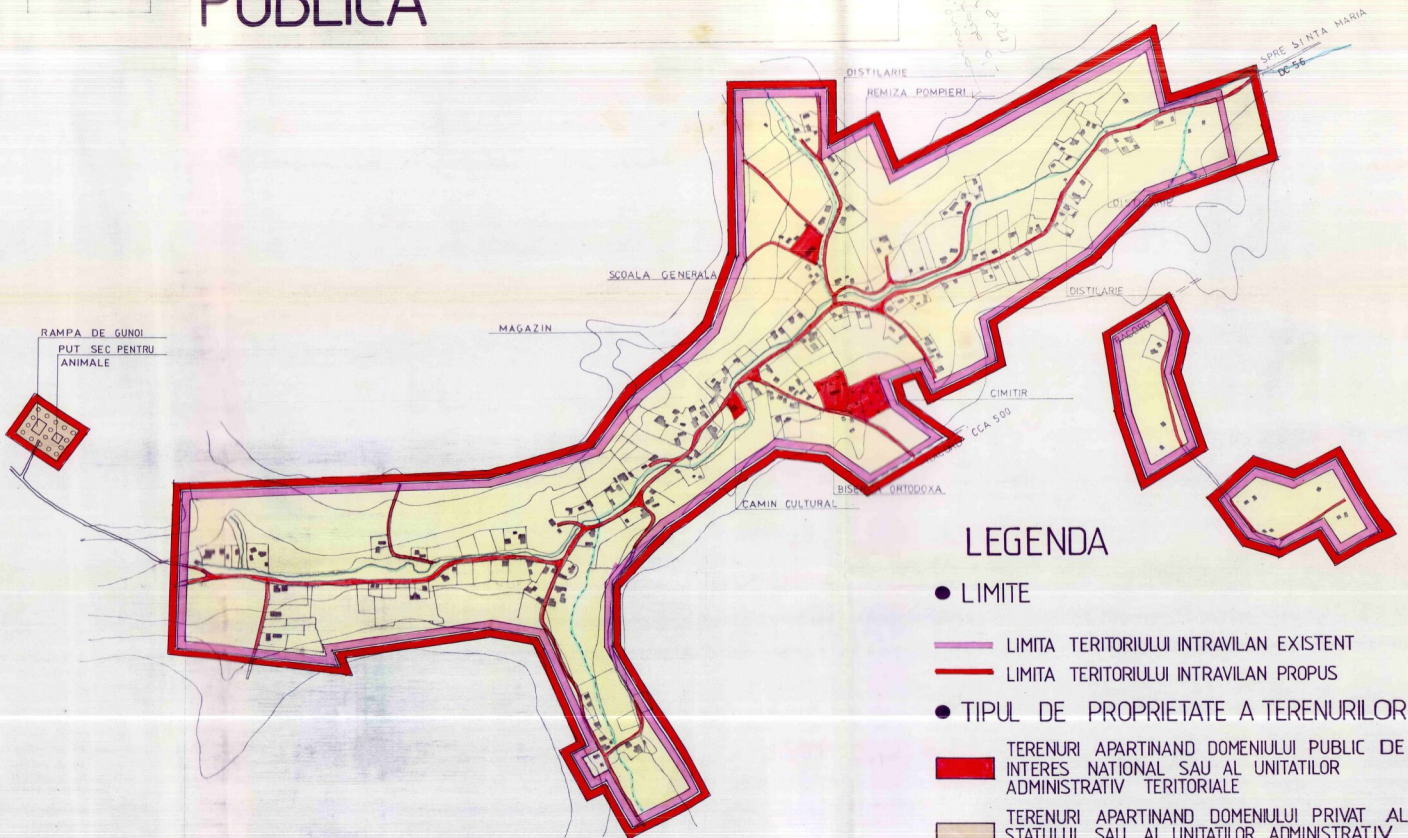 PUBLICA
SPRE SINTA MARIA
DC 56
DISTILARIE
REMIZA POMPIERI
SCOALA GENERALA
MAGAZIN
RAMPA DE GUNOI
PUT SEC PENTRU
ANIMALE
DISTILARIE
DISTILARIE
RACORD
CIMITIR
CCA 500
BISERICA ORTODOXA
CAMIN CULTURAL
LEGENDA
● LIMITE
LIMITA TERITORIULUI INTRAVILAN EXISTENT
LIMITA TERITORIULUI INTRAVILAN PROPUS
● TIPUL DE PROPRIETATE A TERENURILOR
TERENURI APARTINAND DOMENIULUI PUBLIC DE
INTERES NATIONAL SAU AL UNITATILOR
ADMINISTRATIV TERITORIALE
TERENURI APARTINAND DOMENIULUI PRIVAT AL
STATULUI SAU AL UNITATILOR ADMINISTRATIV